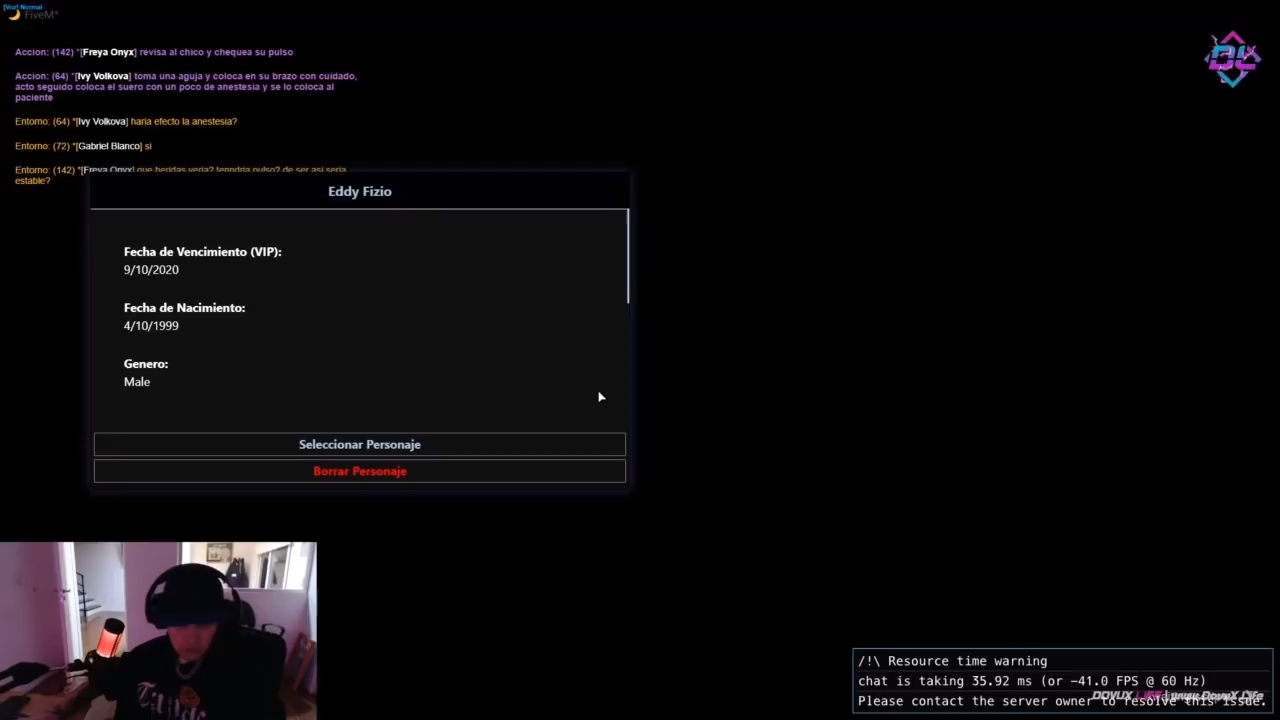 [Voz] Normal
FiveM®
Accion: (142) *[Freya Onyx] revisa al chico y chequea su pulso
Accion: (64) *[Ivy Volkova] toma una aguja y coloca en su brazo con cuidado,
acto seguido coloca el suero con un poco de anestesia y se lo coloca al
paciente
Entorno: (64) *[Ivy Volkova] haria efecto la anestesia?
Entorno: (72) *[Gabriel Blanco] si
Entorno: (142) *[Freya Onyx] que heridas veria? tenndria pulso? de ser asi seria
estable?
DL
Eddy Fizio
Fecha de Vencimiento (VIP):
9/10/2020
Fecha de Nacimiento:
4/10/1999
Genero:
Male
Seleccionar Personaje
Borrar Personaje
/!\ Resource time warning
chat is taking 35.92 ms (or -41.0 FPS @ 60 Hz)
Please contact the server owner to resolve this issue.